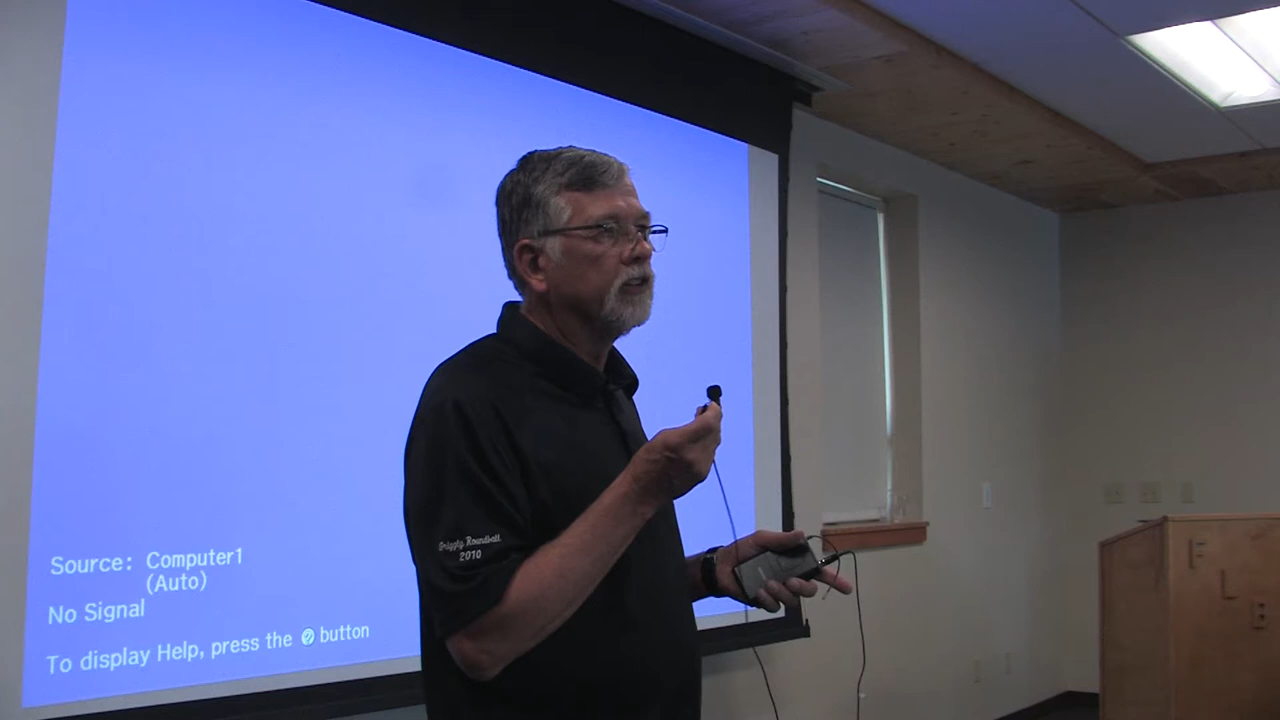 Source: Computer1
(Auto)
No Signal
To display Help, press the ? button
Grizzly Roundball
2010
F
L